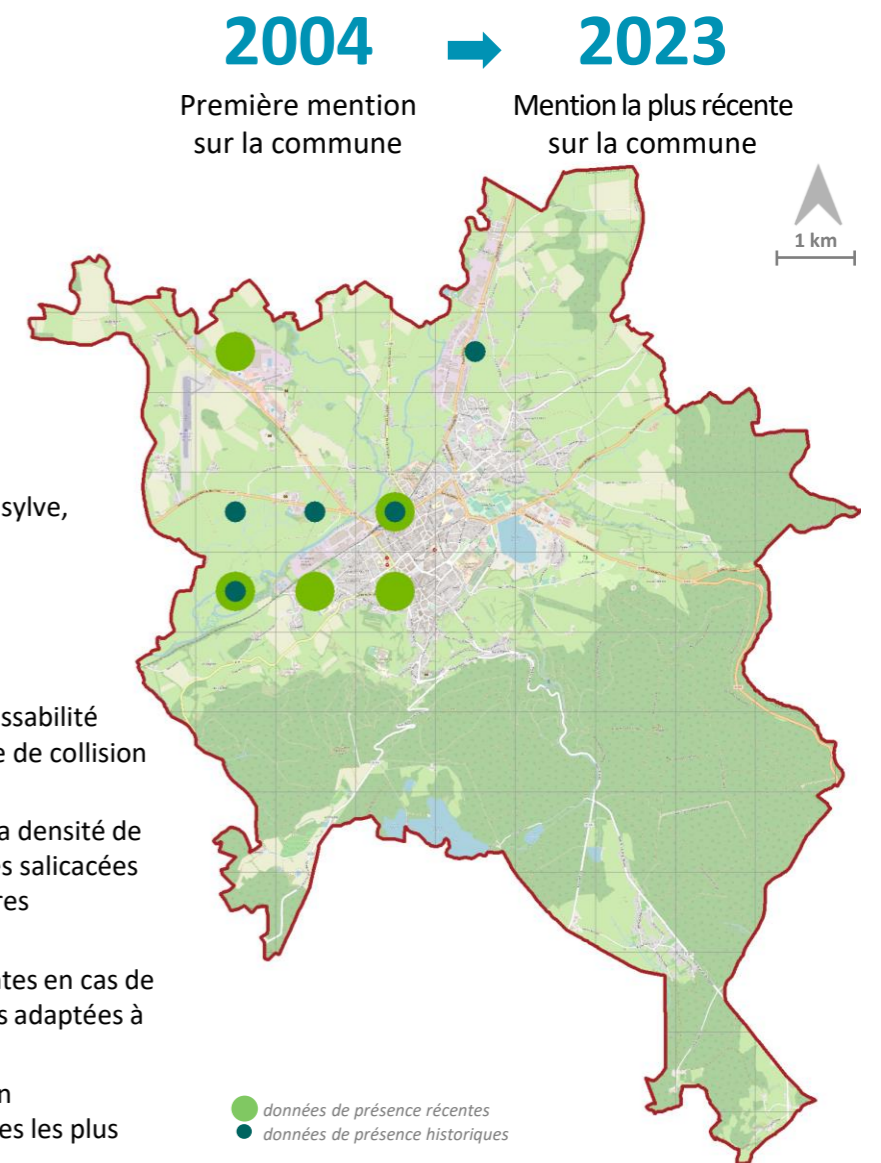 2004 ➡ 2023
Première mention
sur la commune
Mention la plus récente
sur la commune
1 km
sylve,
ssabilité
e de collision
a densité de
es salicacées
res
ates en cas de
s adaptées à
n
es les plus
données de présence récentes
données de présence historiques